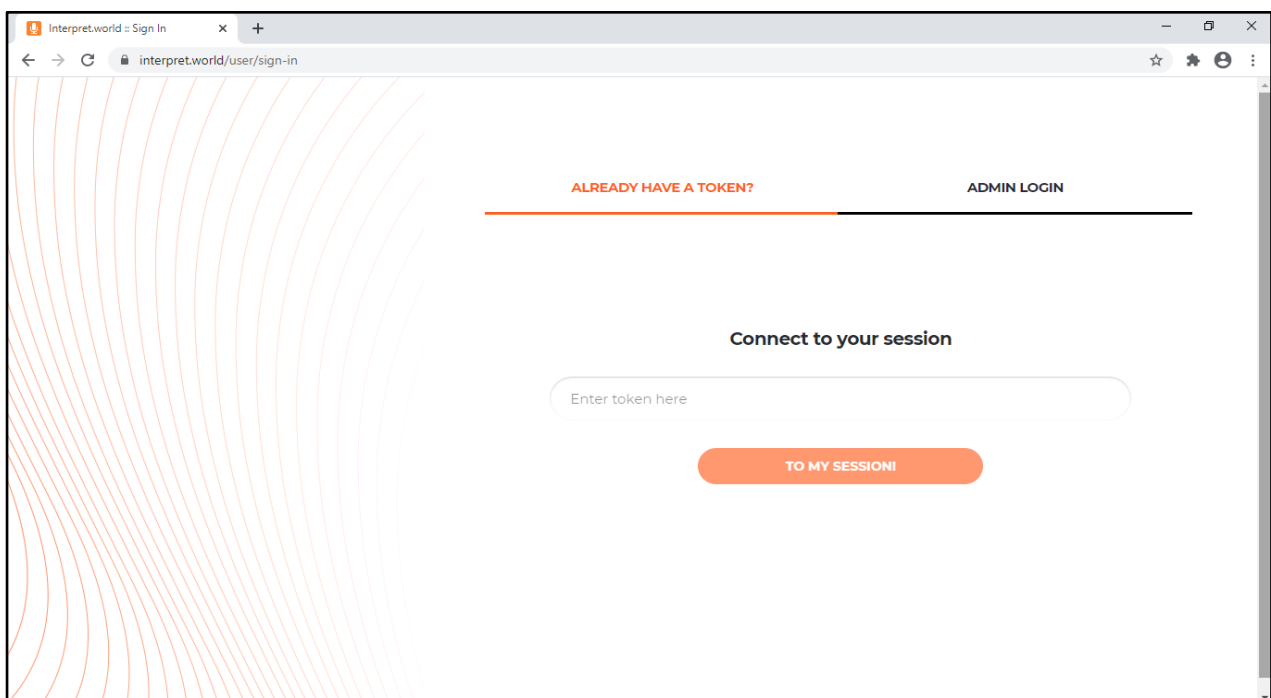 Interpret.world :: Sign In
interpret.world/user/sign-in
ALREADY HAVE A TOKEN?
ADMIN LOGIN
Connect to your session
Enter token here
TO MY SESSION!